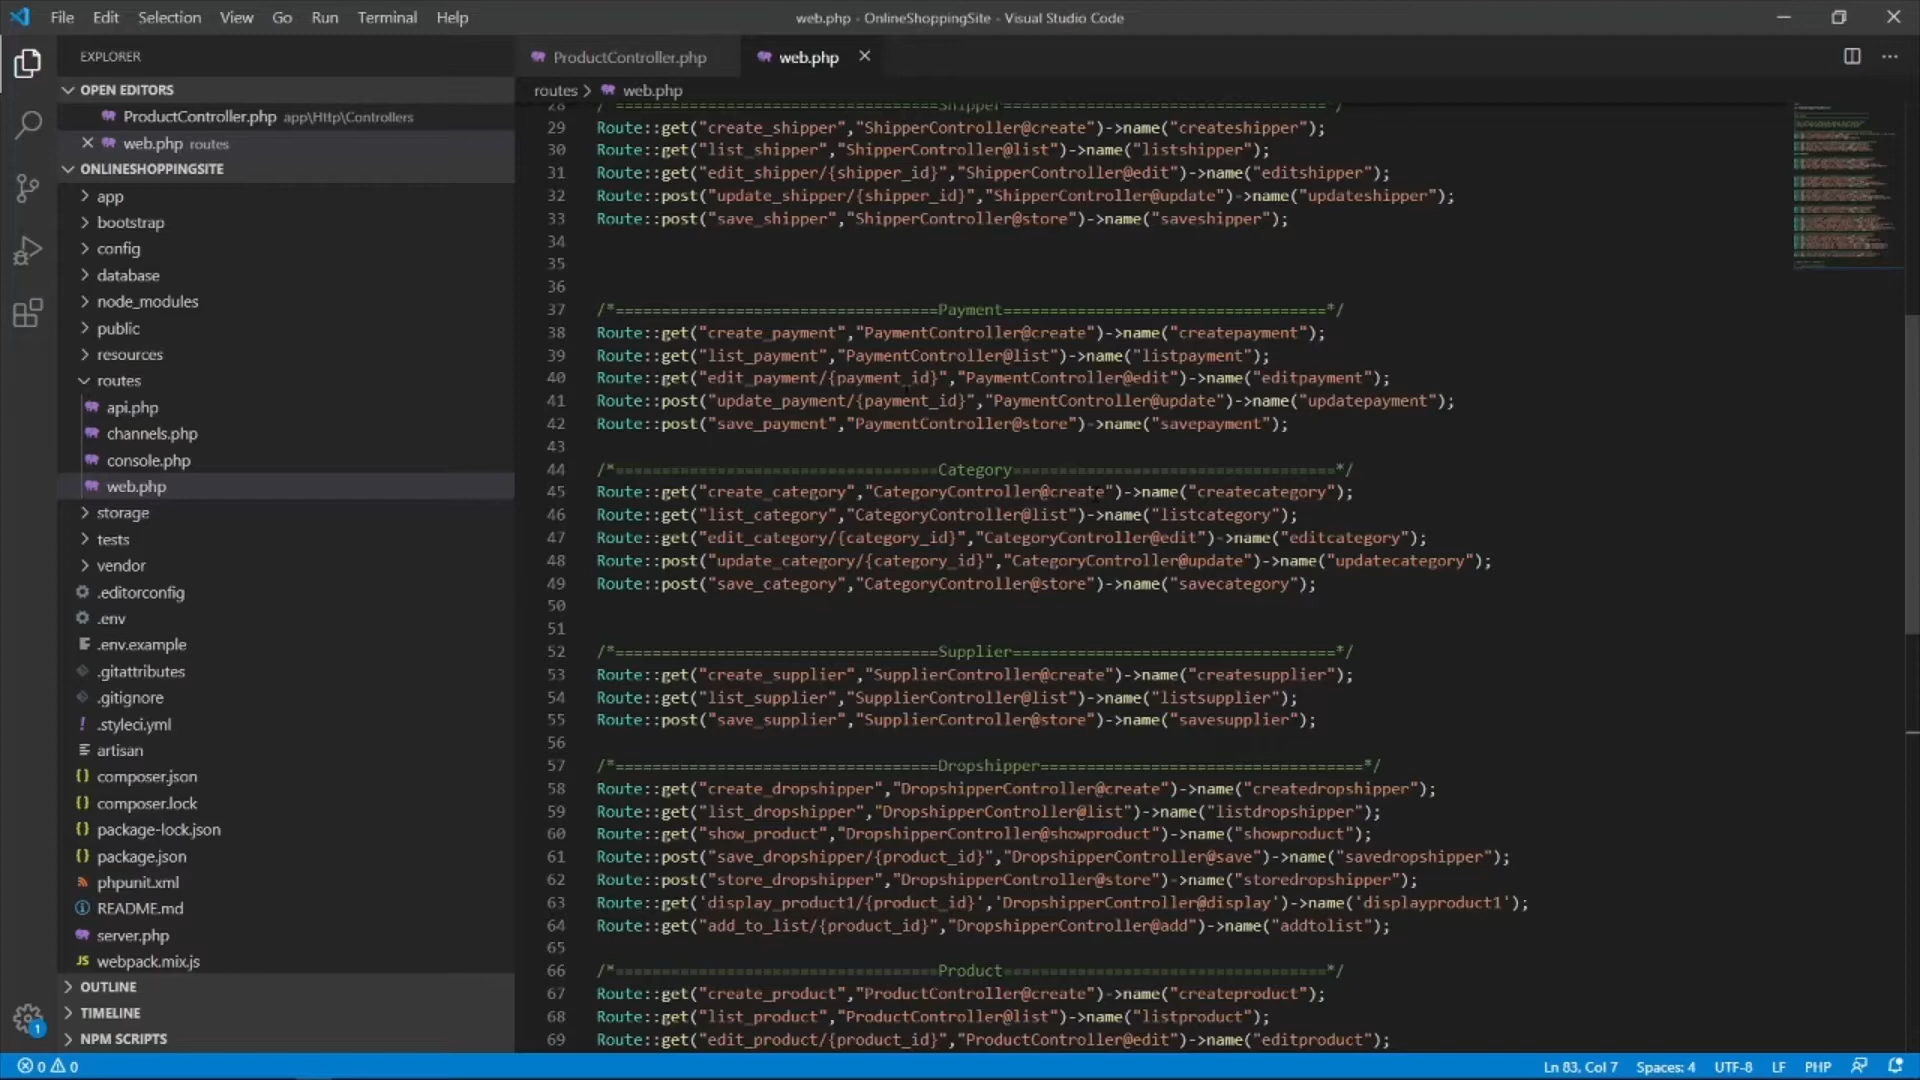 File Edit Selection View Go Run Terminal Help
web.php - OnlineShoppingSite - Visual Studio Code
EXPLORER
OPEN EDITORS
ProductController.php app\Http\Controllers
web.php routes
ONLINESHOPPINGSITE
app
bootstrap
config
database
node_modules
public
resources
routes
api.php
channels.php
console.php
web.php
storage
tests
vendor
.editorconfig
.env
.env.example
.gitattributes
.gitignore
.styleci.yml
artisan
composer.json
composer.lock
package-lock.json
package.json
phpunit.xml
README.md
server.php
webpack.mix.js
OUTLINE
TIMELINE
NPM SCRIPTS
1
ProductController.php
web.php
routes > web.php
28 /*===================================Shipper===================================*/
29 Route::get("create_shipper","ShipperController@create")->name("createshipper");
30 Route::get("list_shipper","ShipperController@list")->name("listshipper");
31 Route::get("edit_shipper/{shipper_id}","ShipperController@edit")->name("editshipper");
32 Route::post("update_shipper/{shipper_id}","ShipperController@update")->name("updateshipper");
33 Route::post("save_shipper","ShipperController@store")->name("saveshipper");
34
35
36
37 /*===================================Payment===================================*/
38 Route::get("create_payment","PaymentController@create")->name("createpayment");
39 Route::get("list_payment","PaymentController@list")->name("listpayment");
40 Route::get("edit_payment/{payment_id}","PaymentController@edit")->name("editpayment");
41 Route::post("update_payment/{payment_id}","PaymentController@update")->name("updatepayment");
42 Route::post("save_payment","PaymentController@store")->name("savepayment");
43
44 /*===================================Category===================================*/
45 Route::get("create_category","CategoryController@create")->name("createcategory");
46 Route::get("list_category","CategoryController@list")->name("listcategory");
47 Route::get("edit_category/{category_id}","CategoryController@edit")->name("editcategory");
48 Route::post("update_category/{category_id}","CategoryController@update")->name("updatecategory");
49 Route::post("save_category","CategoryController@store")->name("savecategory");
50
51
52 /*===================================Supplier===================================*/
53 Route::get("create_supplier","SupplierController@create")->name("createsupplier");
54 Route::get("list_supplier","SupplierController@list")->name("listsupplier");
55 Route::post("save_supplier","SupplierController@store")->name("savesupplier");
56
57 /*===================================Dropshipper===================================*/
58 Route::get("create_dropshipper","DropshipperController@create")->name("createdropshipper");
59 Route::get("list_dropshipper","DropshipperController@list")->name("listdropshipper");
60 Route::get("show_product","DropshipperController@showproduct")->name("showproduct");
61 Route::post("save_dropshipper/{product_id}","DropshipperController@save")->name("savedropshipper");
62 Route::post("store_dropshipper","DropshipperController@store")->name("storedropshipper");
63 Route::get('display_product1/{product_id}','DropshipperController@display')->name('displayproduct1');
64 Route::get("add_to_list/{product_id}","DropshipperController@add")->name("addtolist");
65
66 /*===================================Product===================================*/
67 Route::get("create_product","ProductController@create")->name("createproduct");
68 Route::get("list_product","ProductController@list")->name("listproduct");
69 Route::get("edit_product/{product_id}","ProductController@edit")->name("editproduct");
0 0
Ln 83, Col 7 Spaces: 4 UTF-8 LF PHP